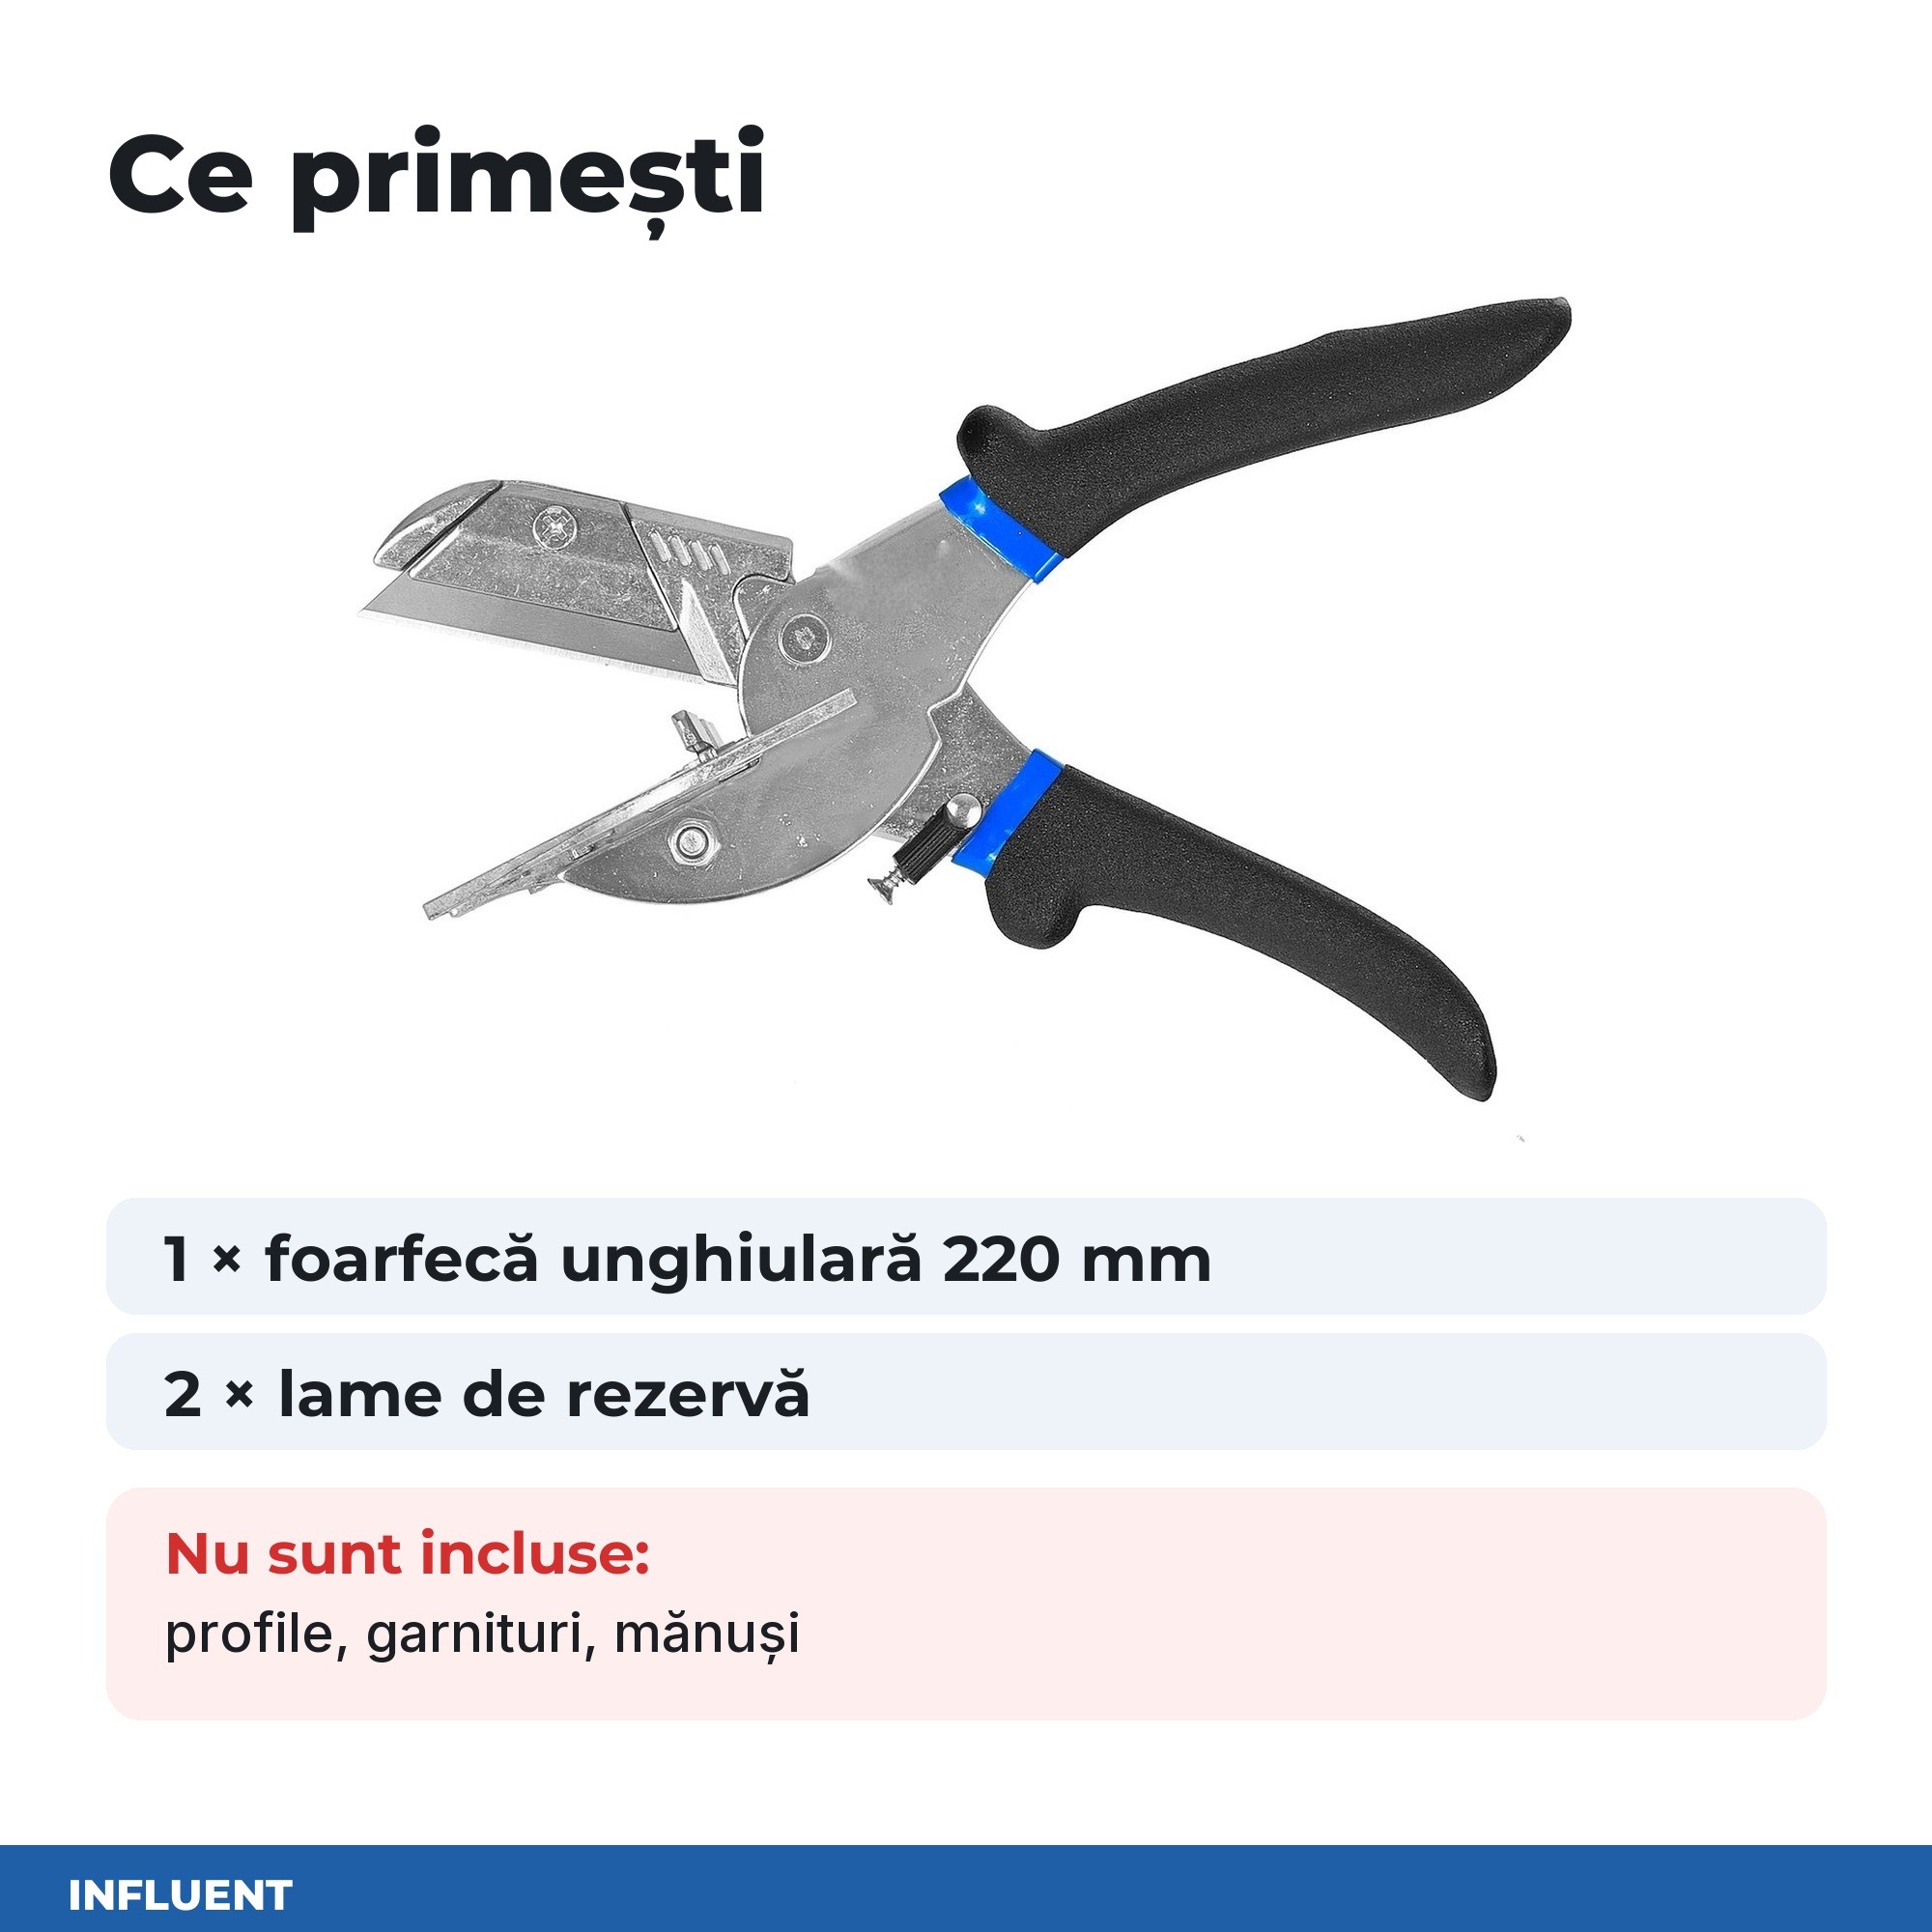 Ce primești
1 × foarfecă unghiulară 220 mm
2 × lame de rezervă
Nu sunt incluse:
profile, garnituri, mănuși
INFLUENT